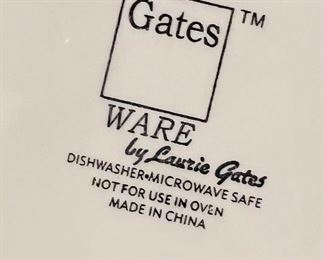 Gates TM
WARE
by Laurie Gates
DISHWASHER•MICROWAVE SAFE
NOT FOR USE IN OVEN
MADE IN CHINA